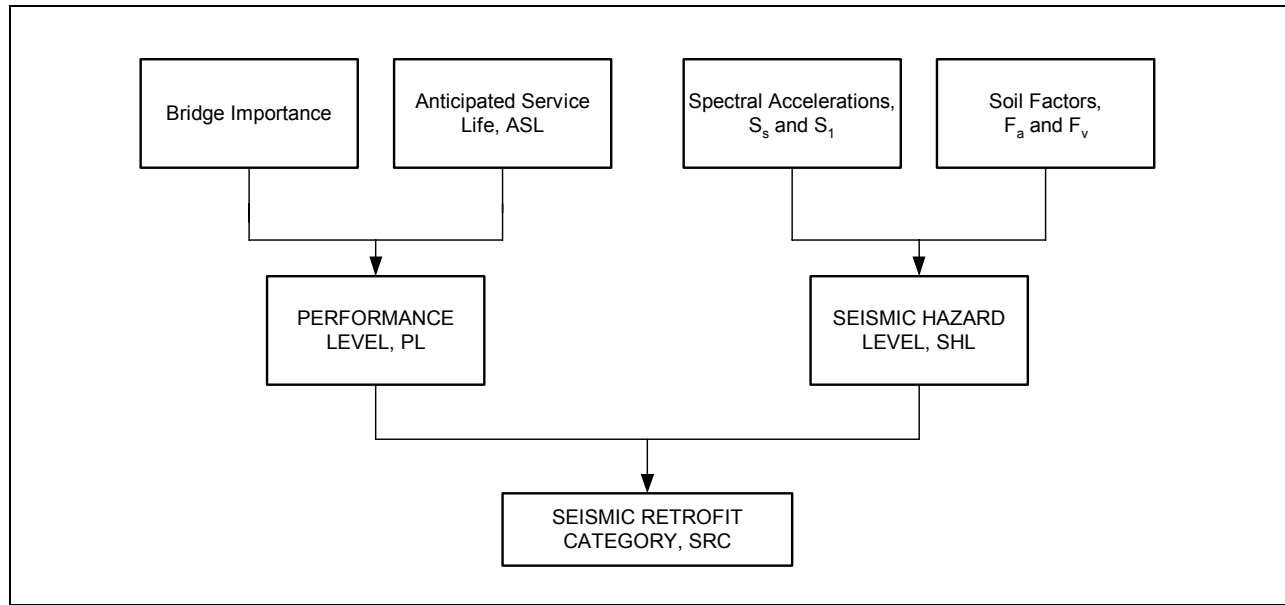 Bridge Importance
Anticipated Service
Life, ASL
Spectral Accelerations,
Ss and S1
Soil Factors,
Fa and Fv
PERFORMANCE
LEVEL, PL
SEISMIC HAZARD
LEVEL, SHL
SEISMIC RETROFIT
CATEGORY, SRC